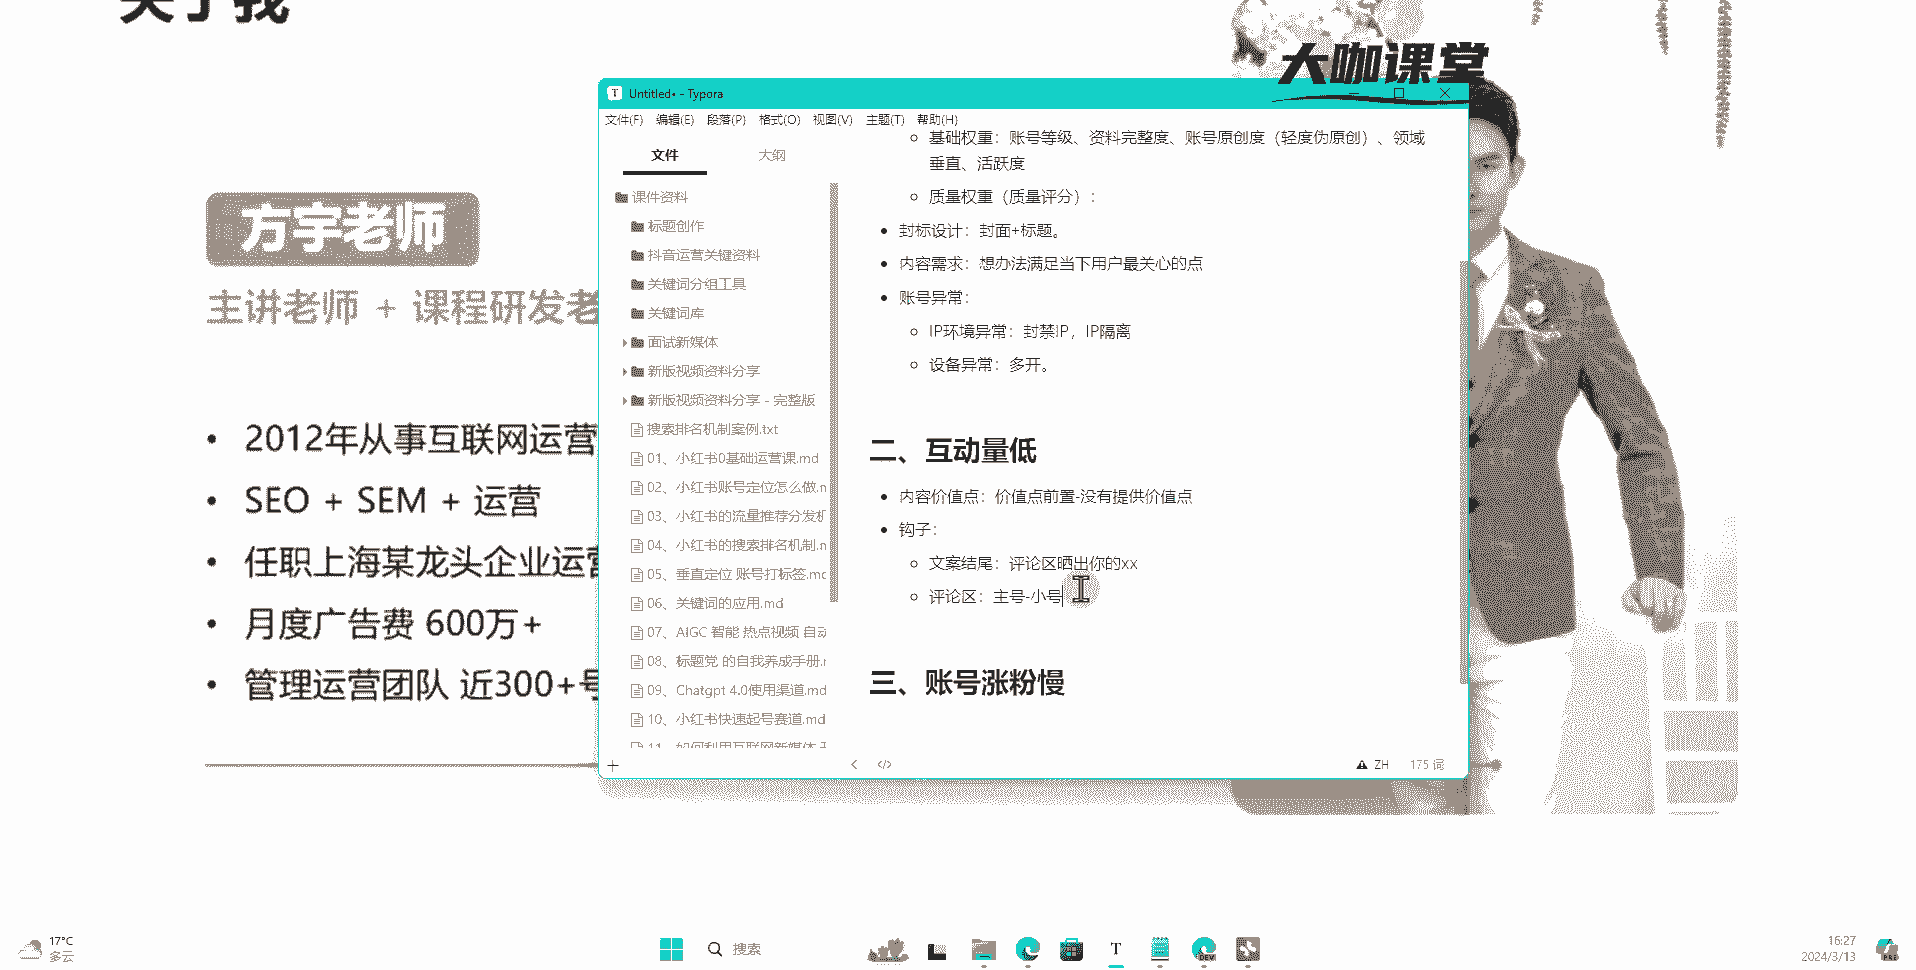 关于我
大咖课堂
方宇老师
主讲老师 + 课程研发老
• 2012年从事互联网运营
• SEO + SEM + 运营
• 任职上海某龙头企业运营
• 月度广告费 600万+
• 管理运营团队 近300+号
Untitled• - Typora
文件(F) 编辑(E) 段落(P) 格式(O) 视图(V) 主题(T) 帮助(H)
文件 大纲
课件资料
标题创作
抖音运营关键资料
关键词分组工具
关键词库
面试新媒体
新版视频资料分享
新版视频资料分享 - 完整版
搜索排名机制案例.txt
01、小红书0基础运营课.md
02、小红书账号定位怎么做.m
03、小红书的流量推荐分发机
04、小红书的搜索排名机制.m
05、垂直定位 账号打标签.md
06、关键词的应用.md
07、AIGC 智能 热点视频 自动
08、标题党 的自我养成手册.m
09、Chatgpt 4.0使用渠道.md
10、小红书快速起号赛道.md
11、如何利用互联网新媒体
基础权重：账号等级、资料完整度、账号原创度（轻度伪原创）、领域
垂直、活跃度
质量权重（质量评分）：
• 封标设计：封面+标题。
• 内容需求：想办法满足当下用户最关心的点
• 账号异常：
IP环境异常：封禁IP，IP隔离
设备异常：多开。
二、互动量低
• 内容价值点：价值点前置-没有提供价值点
• 钩子：
文案结尾：评论区晒出你的xx
评论区：主号-小号
三、账号涨粉慢
ZH 175 词
17°C
多云
搜索
DEV
16:27
2024/3/13
PRE